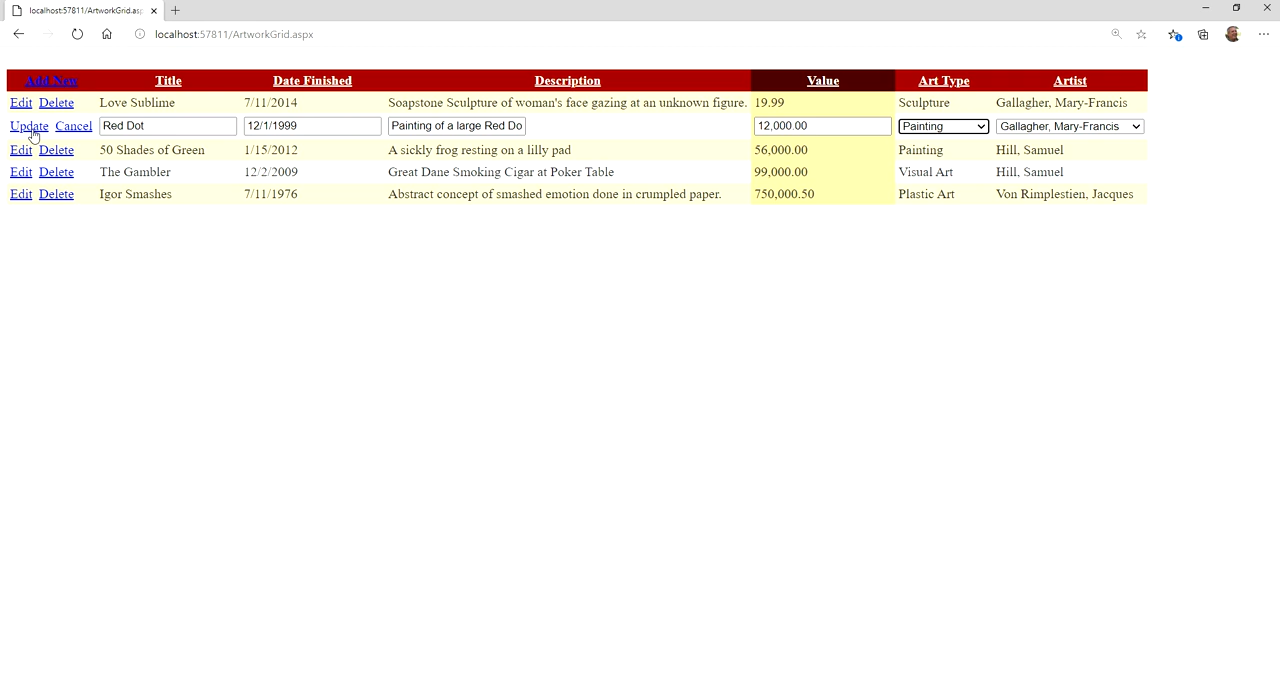 localhost:57811/ArtworkGrid.asp
localhost:57811/ArtworkGrid.aspx
Add New Title Date Finished Description Value Art Type Artist
Edit Delete Love Sublime 7/11/2014 Soapstone Sculpture of woman's face gazing at an unknown figure. 19.99 Sculpture Gallagher, Mary-Francis
Update Cancel Red Dot 12/1/1999 Painting of a large Red Do 12,000.00 Painting Gallagher, Mary-Francis
Edit Delete 50 Shades of Green 1/15/2012 A sickly frog resting on a lilly pad 56,000.00 Painting Hill, Samuel
Edit Delete The Gambler 12/2/2009 Great Dane Smoking Cigar at Poker Table 99,000.00 Visual Art Hill, Samuel
Edit Delete Igor Smashes 7/11/1976 Abstract concept of smashed emotion done in crumpled paper. 750,000.50 Plastic Art Von Rimplestien, Jacques